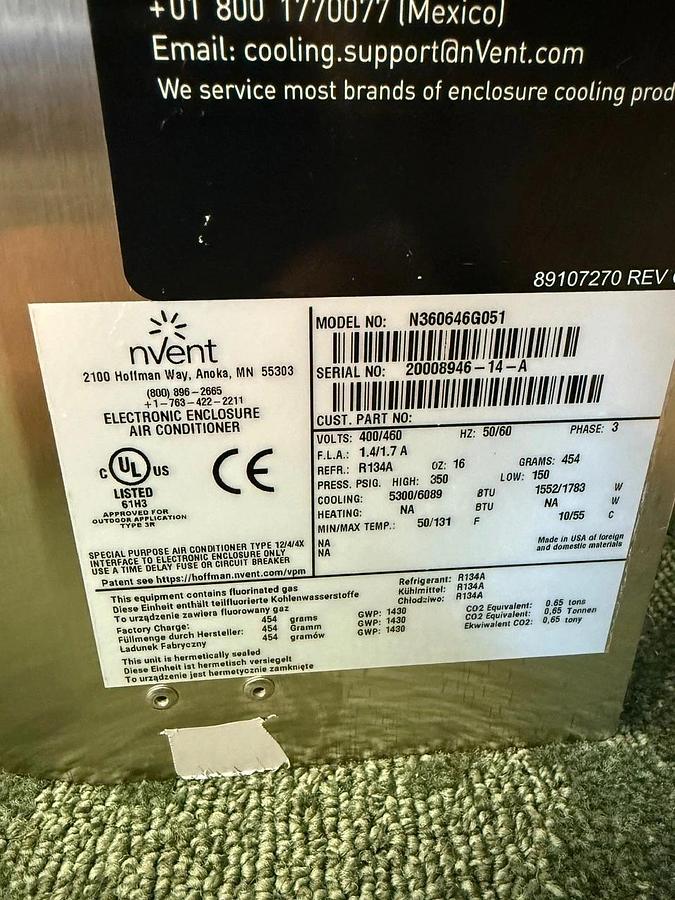 +01 800 1770077 (Mexico)
Email: cooling.support@nVent.com
We service most brands of enclosure cooling prod
89107270 REV
nVent
2100 Hoffman Way, Anoka, MN 55303
(800) 896-2665
+1-763-422-2211
ELECTRONIC ENCLOSURE
AIR CONDITIONER
C UL US
LISTED
61H3
APPROVED FOR
OUTDOOR APPLICATION
TYPE 3R
CE
SPECIAL PURPOSE AIR CONDITIONER TYPE 12/4/4X
INTERFACE TO ELECTRONIC ENCLOSURE ONLY
USE A TIME DELAY FUSE OR CIRCUIT BREAKER
Patent see https://hoffman.nvent.com/vpm
MODEL NO: N360646G051
SERIAL NO: 20008946-14-A
CUST. PART NO:
VOLTS: 400/460 HZ: 50/60 PHASE: 3
F.L.A.: 1.4/1.7 A
REFR.: R134A OZ: 16 GRAMS: 454
PRESS. PSIG. HIGH: 350 LOW: 150
COOLING: 5300/6089 BTU 1552/1783 W
HEATING: NA BTU NA W
MIN/MAX TEMP.: 50/131 F 10/55 C
NA
NA
Made in USA of foreign
and domestic materials
This equipment contains fluorinated gas Refrigerant: R134A
Diese Einheit enthält teilfluorierte Kohlenwasserstoffe Kühlmittel: R134A
To urządzenie zawiera fluorowany gaz Chłodziwo: R134A
Factory Charge: 454 grams GWP: 1430 CO2 Equivalent: 0.65 tons
Füllmenge durch Hersteller: 454 Gramm GWP: 1430 CO2 Equivalent: 0,65 Tonnen
Ładunek Fabryczny 454 gramów GWP: 1430 Ekwiwalent CO2: 0,65 tony
This unit is hermetically sealed
Diese Einheit ist hermetisch versiegelt
To urządzenie jest hermetycznie zamknięte